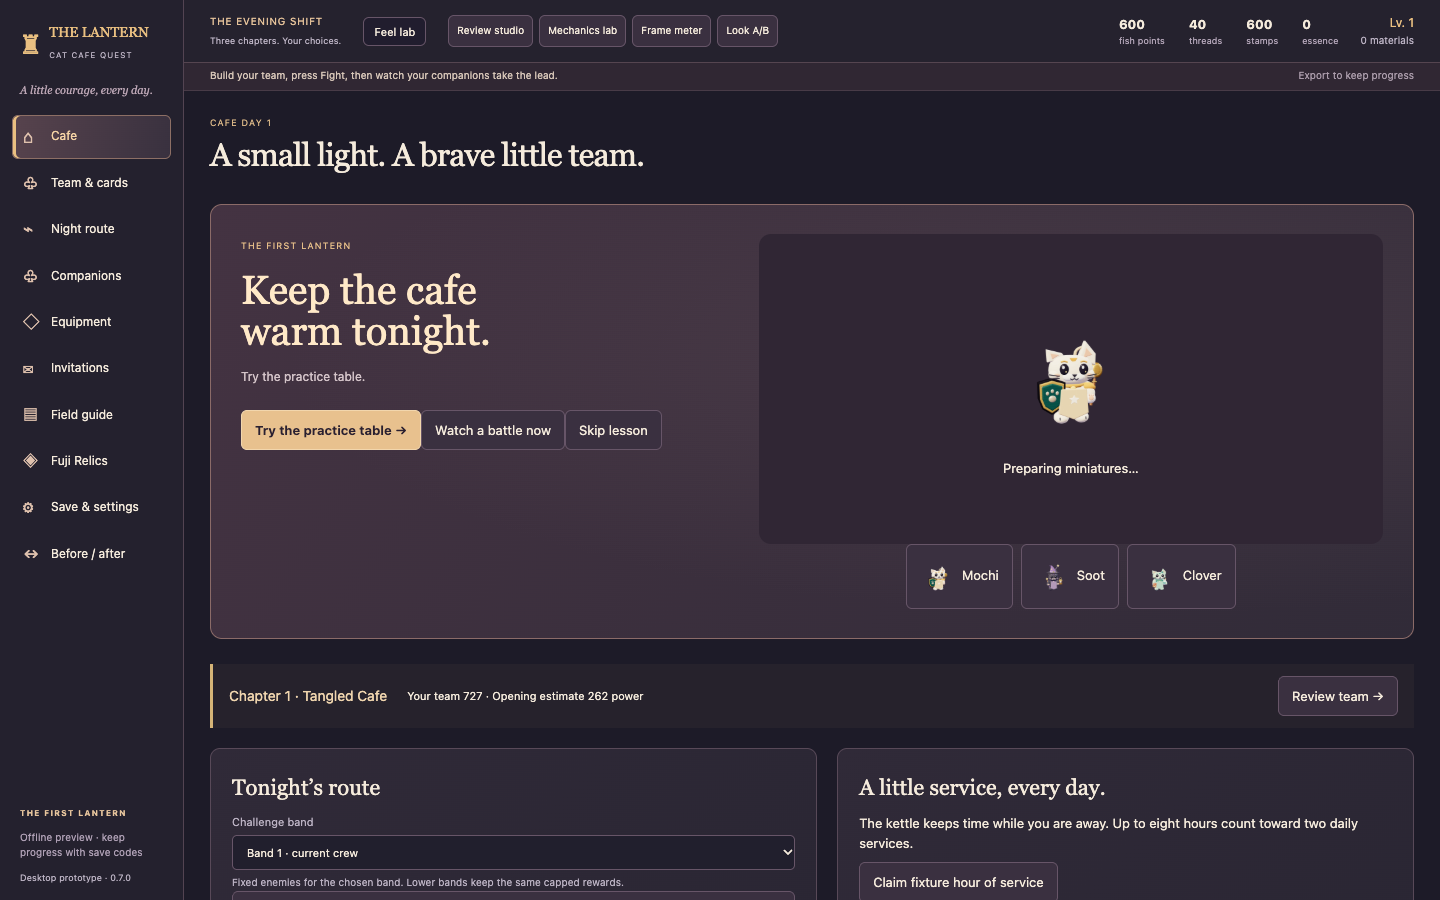 THE LANTERN
CAT CAFE QUEST
A little courage, every day.
Cafe
Team & cards
Night route
Companions
Equipment
Invitations
Field guide
Fuji Relics
Save & settings
Before / after
THE FIRST LANTERN
Offline preview · keep
progress with save codes
Desktop prototype · 0.7.0
THE EVENING SHIFT
Three chapters. Your choices.
Feel lab
Review studio
Mechanics lab
Frame meter
Look A/B
600
fish points
40
threads
600
stamps
0
essence
Lv. 1
0 materials
Build your team, press Fight, then watch your companions take the lead.
Export to keep progress
CAFE DAY 1
A small light. A brave little team.
THE FIRST LANTERN
Keep the cafe
warm tonight.
Try the practice table.
Try the practice table →
Watch a battle now
Skip lesson
Preparing miniatures…
Mochi
Soot
Clover
Chapter 1 · Tangled Cafe
Your team 727 · Opening estimate 262 power
Review team →
Tonight’s route
Challenge band
Band 1 · current crew
Fixed enemies for the chosen band. Lower bands keep the same capped rewards.
A little service, every day.
The kettle keeps time while you are away. Up to eight hours count toward two daily
services.
Claim fixture hour of service